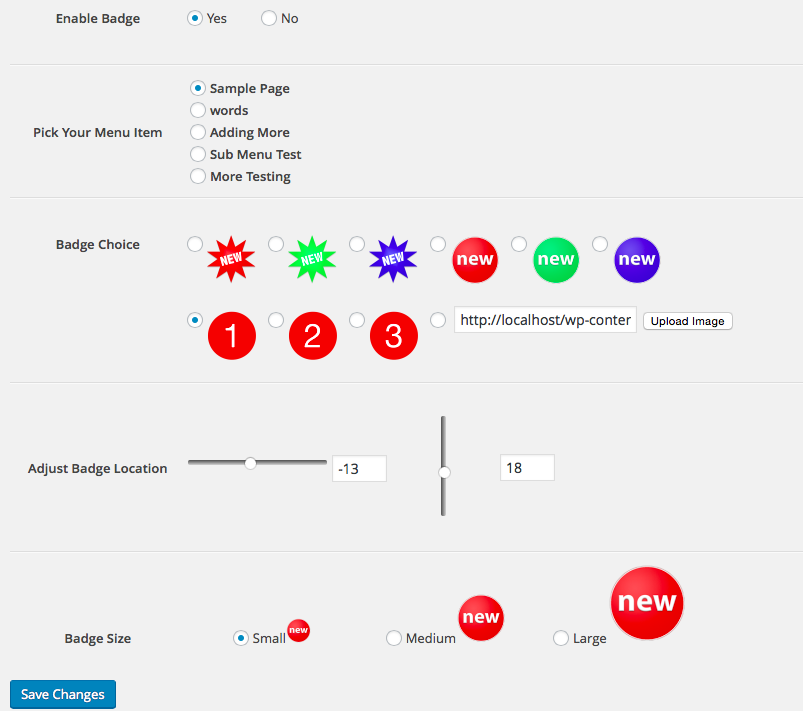 Enable Badge Yes No
Pick Your Menu Item
Sample Page
words
Adding More
Sub Menu Test
More Testing
Badge Choice
NEW NEW NEW new new new
1 2 3 http://localhost/wp-conter Upload Image
Adjust Badge Location -13 18
Badge Size Small new Medium new Large new
Save Changes